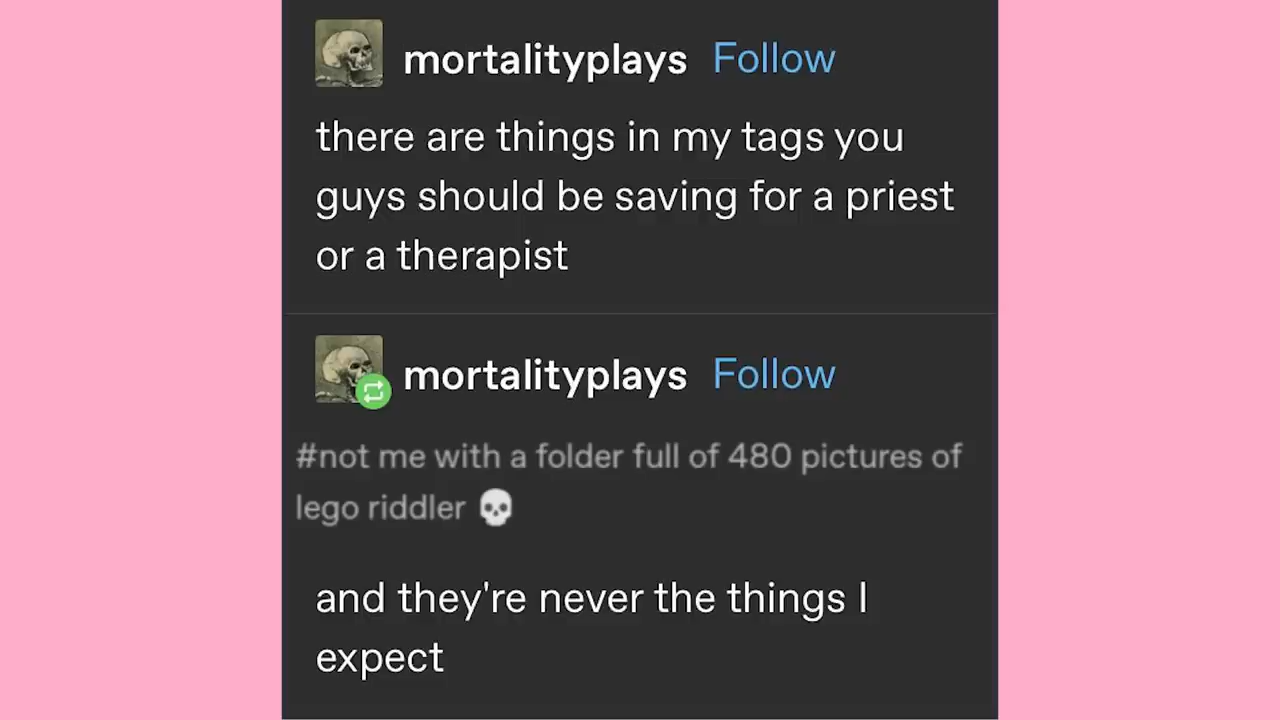 mortalityplays Follow
there are things in my tags you
guys should be saving for a priest
or a therapist
mortalityplays Follow
#not me with a folder full of 480 pictures of
lego riddler 💀
and they're never the things I
expect